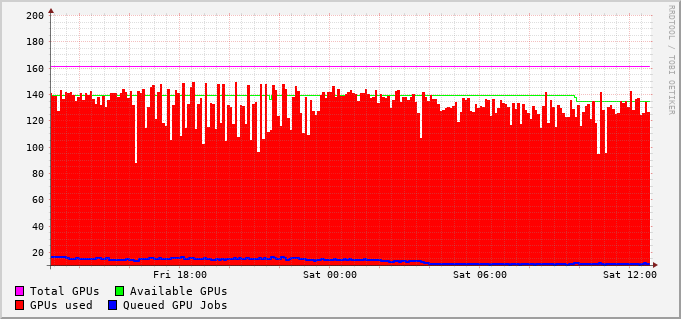 200
180
160
140
120
100
80
60
40
20
Fri 18:00 Sat 00:00 Sat 06:00 Sat 12:00
Total GPUs Available GPUs
GPUs used Queued GPU Jobs
RRDTOOL / TOBI OETIKER